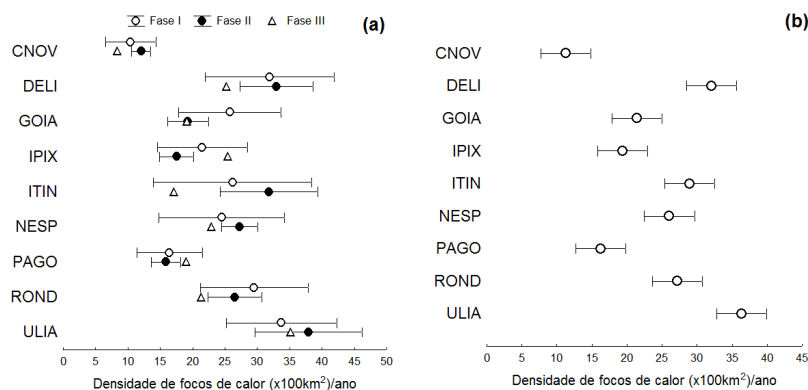 Fase I Fase II Fase III
(a)
CNOV
DELI
GOIA
IPIX
ITIN
NESP
PAGO
ROND
ULIA
0 5 10 15 20 25 30 35 40 45 50
Densidade de focos de calor (x100km²)/ano
(b)
CNOV
DELI
GOIA
IPIX
ITIN
NESP
PAGO
ROND
ULIA
0 5 10 15 20 25 30 35 40 45
Densidade de focos de calor (x100km²)/ano